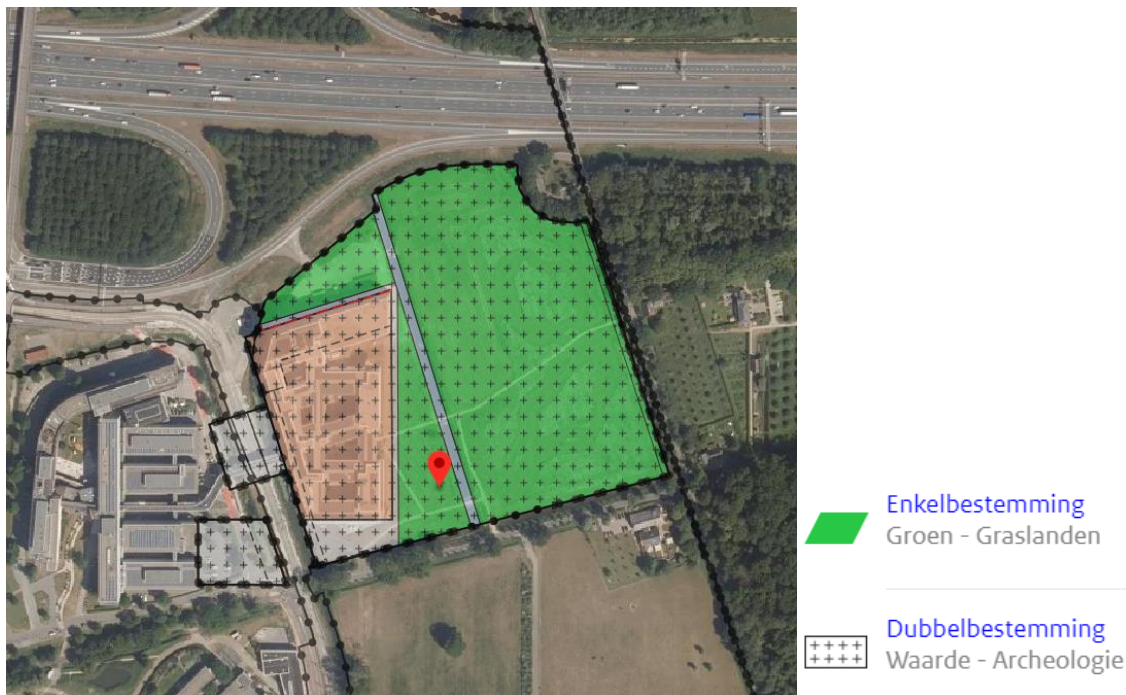 Enkelbestemming
Groen - Graslanden
Dubbelbestemming
Waarde - Archeologie